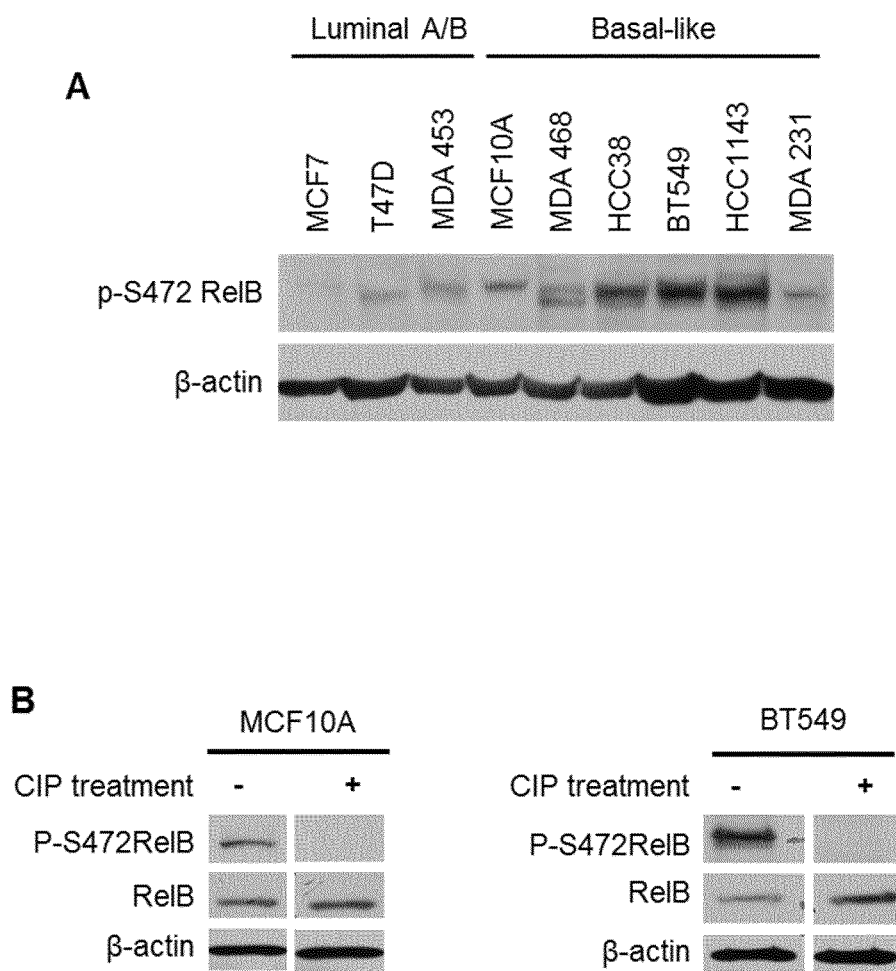 Luminal A/B Basal-like
A
MCF7 T47D MDA 453 MCF10A MDA 468 HCC38 BT549 HCC1143 MDA 231
p-S472 RelB
β-actin
B
MCF10A
CIP treatment - +
P-S472RelB
RelB
β-actin
BT549
CIP treatment - +
P-S472RelB
RelB
β-actin